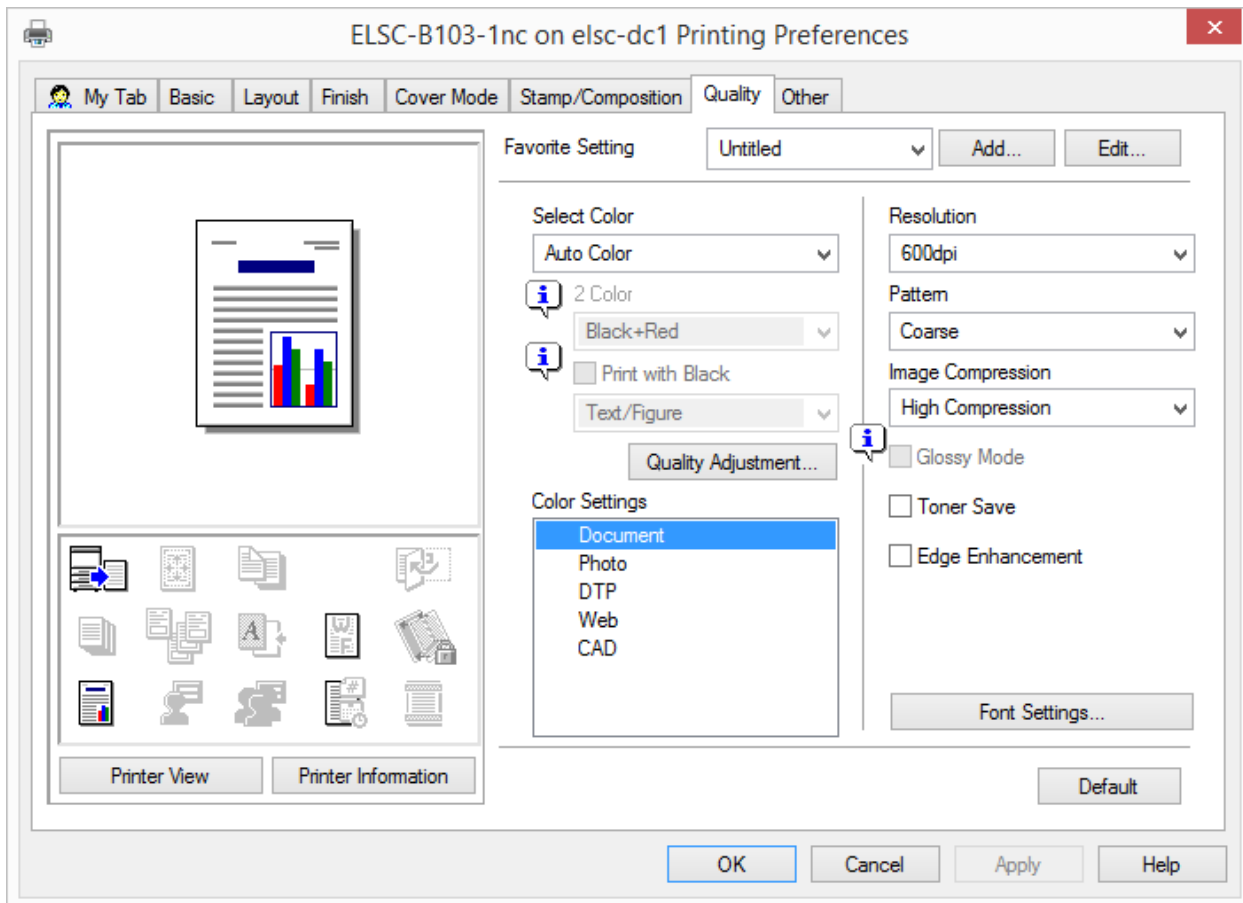 ELSC-B103-1nc on elsc-dc1 Printing Preferences
My Tab Basic Layout Finish Cover Mode Stamp/Composition Quality Other
Favorite Setting Untitled Add... Edit...
Select Color
Auto Color
2 Color
Black+Red
Print with Black
Text/Figure
Quality Adjustment...
Color Settings
Document
Photo
DTP
Web
CAD
Resolution
600dpi
Pattern
Coarse
Image Compression
High Compression
Glossy Mode
Toner Save
Edge Enhancement
Font Settings...
Printer View Printer Information
Default
OK Cancel Apply Help